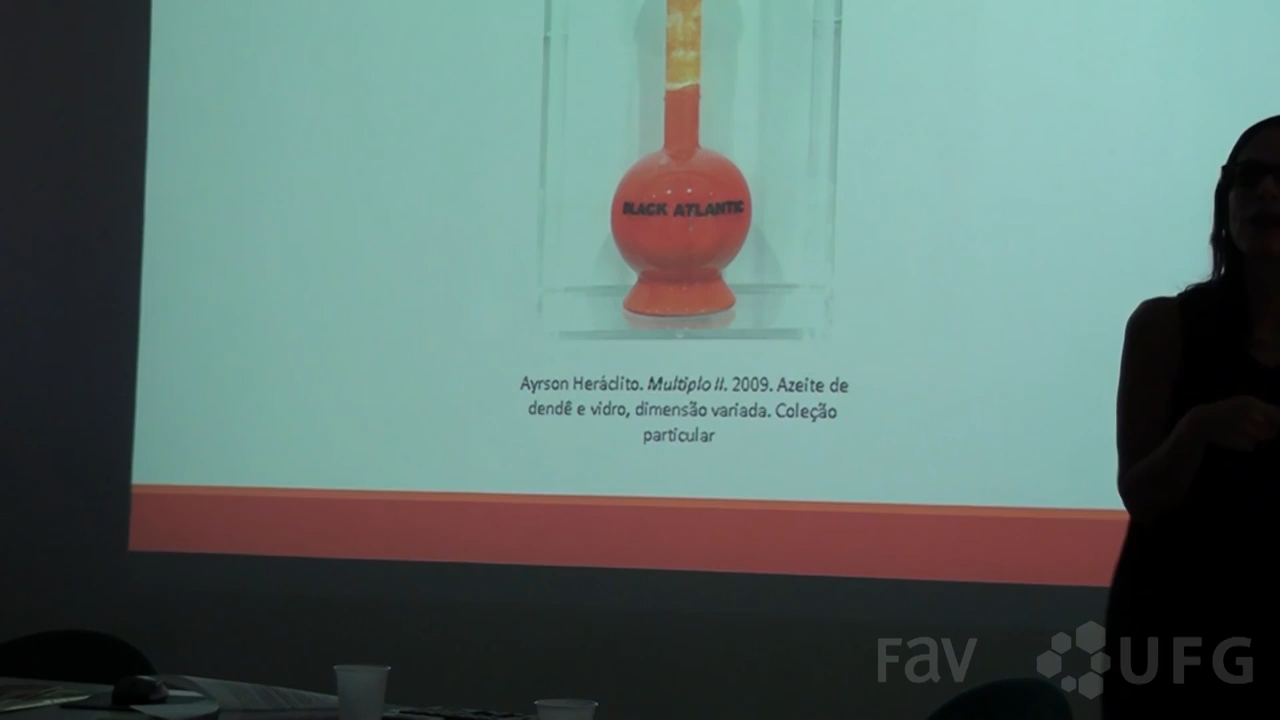 BLACK ATLANTIC
Ayrson Heráclito. Multiplo II. 2009. Azeite de
dendê e vidro, dimensão variada. Coleção
particular
FaV UFG